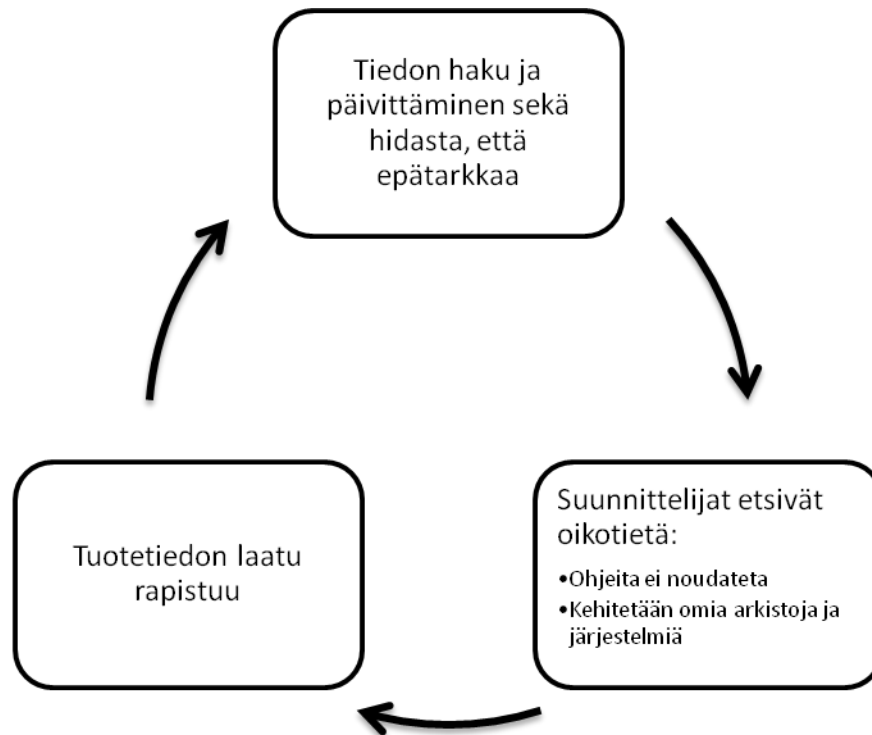 Tiedon haku ja
päivittäminen sekä
hidasta, että
epätarkkaa
Suunnittelijat etsivät
oikotietä:
•Ohjeita ei noudateta
•Kehitetään omia arkistoja ja
järjestelmiä
Tuotetiedon laatu
rapistuu